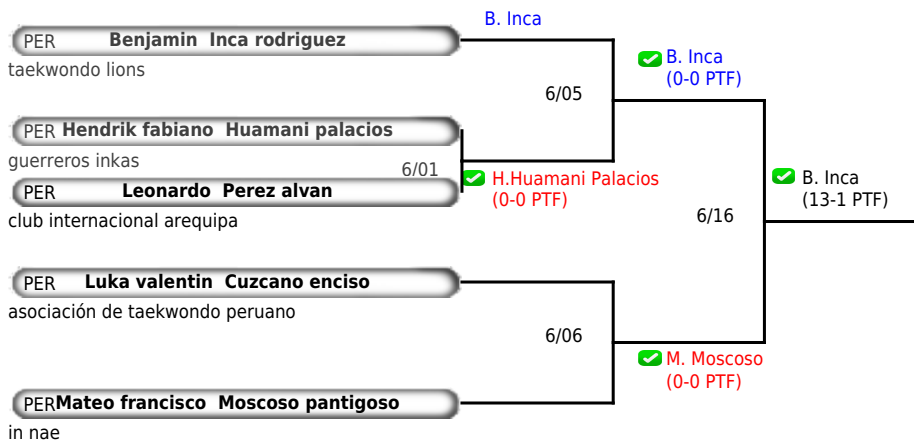 B. Inca
PER Benjamin Inca rodriguez
taekwondo lions
B. Inca
(0-0 PTF)
6/05
PER Hendrik fabiano Huamani palacios
guerreros inkas
6/01
H.Huamani Palacios
(0-0 PTF)
PER Leonardo Perez alvan
club internacional arequipa
B. Inca
(13-1 PTF)
6/16
PER Luka valentin Cuzcano enciso
asociación de taekwondo peruano
6/06
M. Moscoso
(0-0 PTF)
PERMateo francisco Moscoso pantigoso
in nae